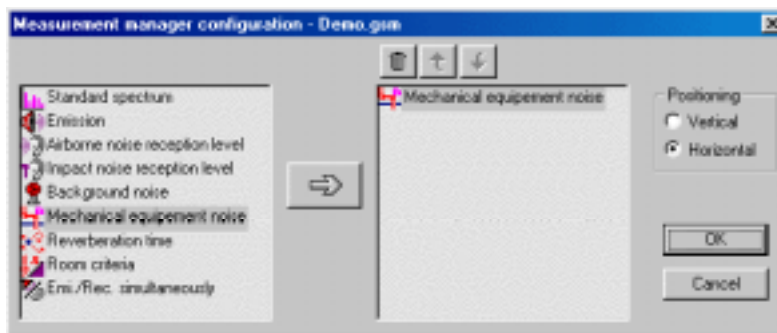 Measurement manager configuration - Demo.gsm
Standard spectrum
Emission
Airborne noise reception level
Impact noise reception level
Background noise
Mechanical equipement noise
Reverberation time
Room criteria
Emi./Rec. simultaneously
Mechanical equipement noise
Positioning
Vertical
Horizontal
OK
Cancel